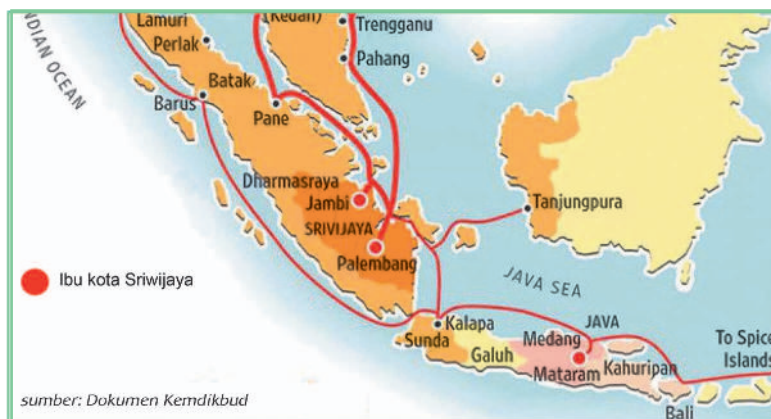 Lamuri
(Kedah)
Trengganu
Perlak
Pahang
INDIAN OCEAN
Batak
Barus
Pane
Dharmasraya
Jambi
Tanjungpura
SRIVIJAYA
Palembang
JAVA SEA
Ibu kota Sriwijaya
Kalapa
JAVA
Sunda
Medang
To Spice
Islands
Galuh
Mataram
Kahuripan
Bali
sumber: Dokumen Kemdikbud